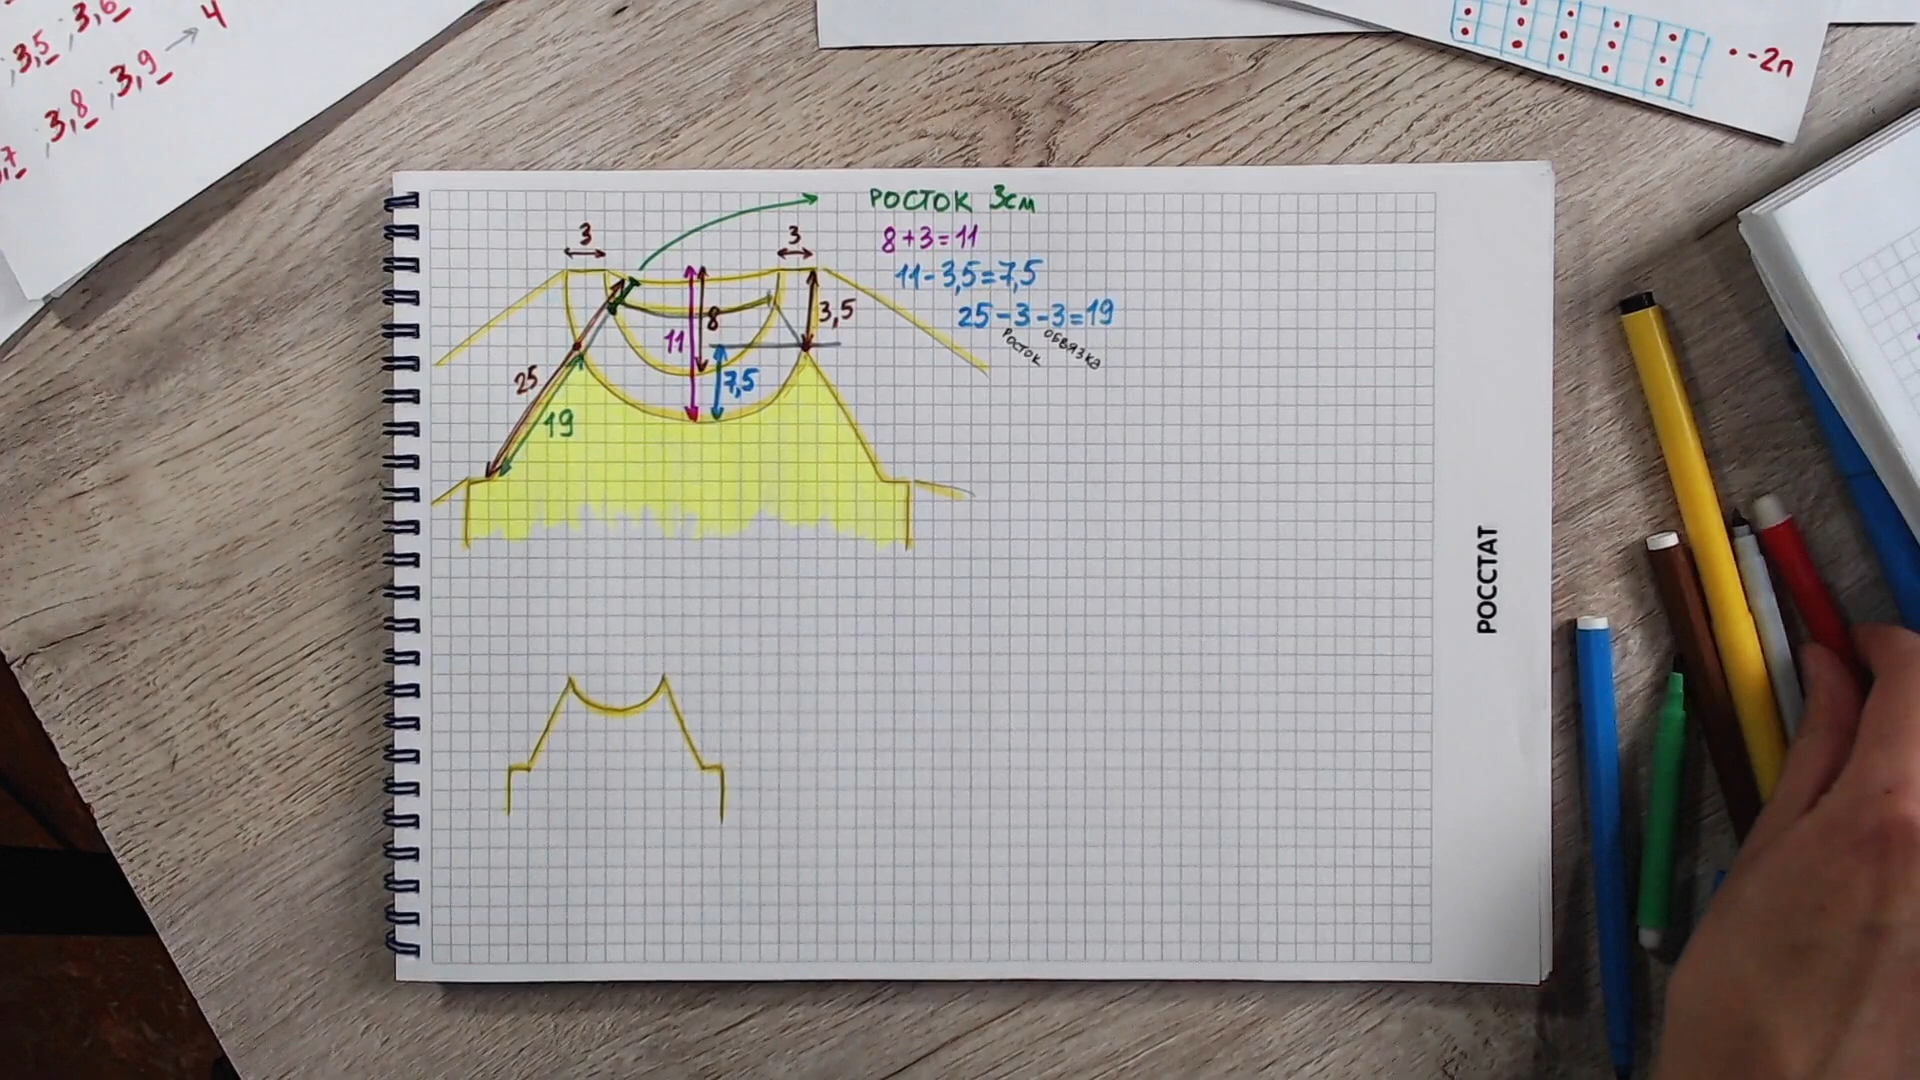 ; 3,5 ; 3,6
; 3,8 ; 3,9 → 4
,7
• -2п
РОСТОК 3см
8+3=11
11-3,5=7,5
25-3-3=19
РОСТОК
ОБВЯЗКА
3
3
3,5
8
11
7,5
25
19
РОССТАТ